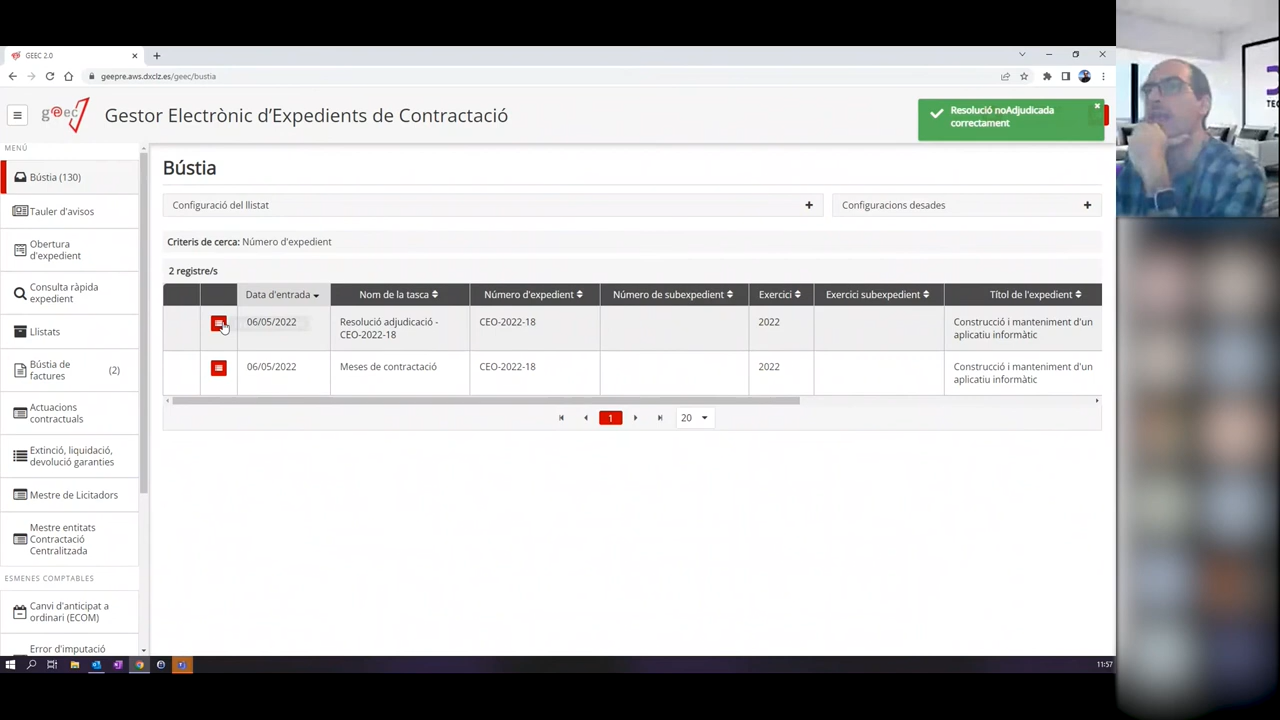 GEEC 2.0
geepre.aws.dxclz.es/geec/bustia
geec
Gestor Electrònic d'Expedients de Contractació
Resolució noAdjudicada
correctament
MENÚ
Bústia (130)
Tauler d'avisos
Obertura
d'expedient
Consulta ràpida
expedient
Llistats
Bústia de
factures
(2)
Actuacions
contractuals
Extinció, liquidació,
devolució garanties
Mestre de Licitadors
Mestre entitats
Contractació
Centralitzada
ESMENES COMPTABLES
Canvi d'anticipat a
ordinari (ECOM)
Error d'imputació
Bústia
Configuració del llistat
Configuracions desades
Criteris de cerca: Número d'expedient
2 registre/s
Data d'entrada Nom de la tasca Número d'expedient Número de subexpedient Exercici Exercici subexpedient Títol de l'expedient
06/05/2022 Resolució adjudicació -
CEO-2022-18 CEO-2022-18 2022 Construcció i manteniment d'un
aplicatiu informàtic
06/05/2022 Meses de contractació CEO-2022-18 2022 Construcció i manteniment d'un
aplicatiu informàtic
1
20
11:57